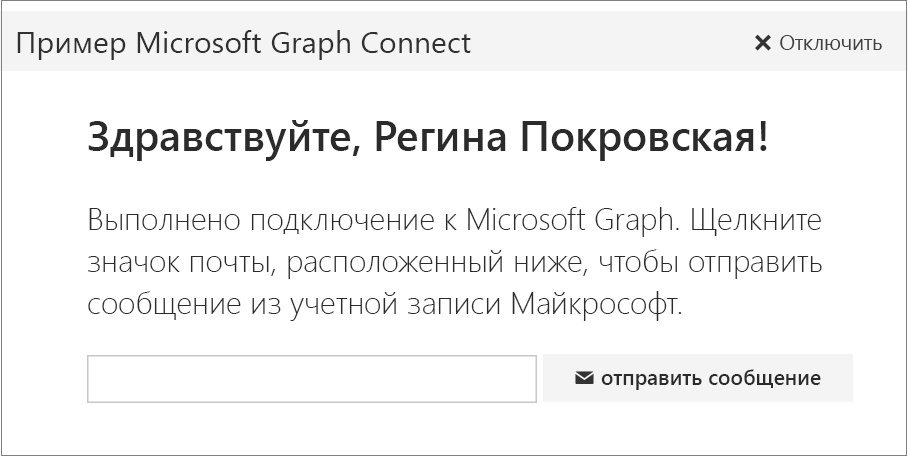 Пример Microsoft Graph Connect
Отключить
Здравствуйте, Регина Покровская!
Выполнено подключение к Microsoft Graph. Щелкните
значок почты, расположенный ниже, чтобы отправить
сообщение из учетной записи Майкрософт.
отправить сообщение